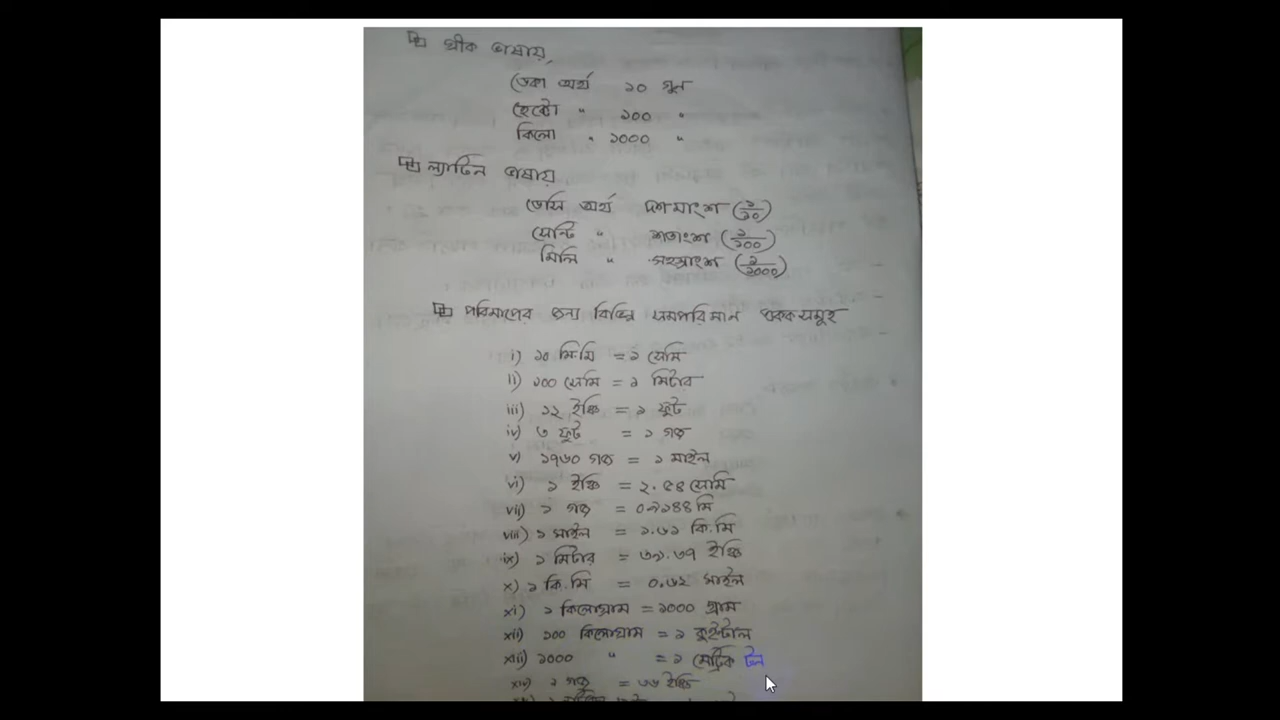 গ্রীক ভাষায়,
ডেকা অর্থ ১০ গুন
হেক্টো " ১০০ "
কিলো " ১০০০ "
ল্যাটিন ভাষায়
ডেসি অর্থ দশমাংশ (১/১০)
সেন্টি " শতাংশ (১/১০০)
মিলি " সহস্রাংশ (১/১০০০)
পরিমাপের জন্য বিভিন্ন সমপরিমান এককসমূহ
i) ১০ মি.মি = ১ সেমি
ii) ১০০ সেমি = ১ মিটার
iii) ১২ ইঞ্চি = ১ ফুট
iv) ৩ ফুট = ১ গজ
v) ১৭৬০ গজ = ১ মাইল
vi) ১ ইঞ্চি = ২.৫৪ সেমি
vii) ১ গজ = ০.৯১৪৪ মি
viii) ১ মাইল = ১.৬১ কি.মি
ix) ১ মিটার = ৩৯.৩৭ ইঞ্চি
x) ১ কি.মি = ০.৬২ মাইল
xi) ১ কিলোগ্রাম = ১০০০ গ্রাম
xii) ১০০ কিলোগ্রাম = ১ কুইন্টাল
xiii) ১০০০ " = ১ মেট্রিক টন
xiv) ১ গজ = ৩৬ ইঞ্চি